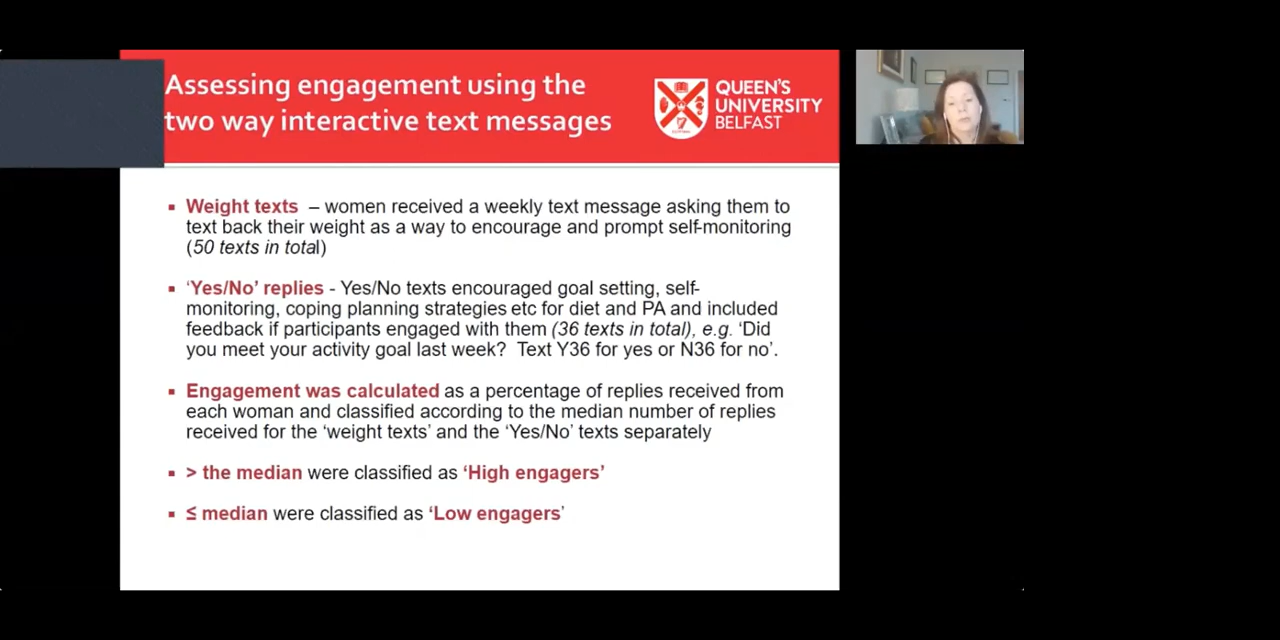 Assessing engagement using the
two way interactive text messages
QUEEN'S
UNIVERSITY
BELFAST
▪ Weight texts – women received a weekly text message asking them to
text back their weight as a way to encourage and prompt self-monitoring
(50 texts in total)
▪ ‘Yes/No’ replies - Yes/No texts encouraged goal setting, self-
monitoring, coping planning strategies etc for diet and PA and included
feedback if participants engaged with them (36 texts in total), e.g. ‘Did
you meet your activity goal last week? Text Y36 for yes or N36 for no’.
▪ Engagement was calculated as a percentage of replies received from
each woman and classified according to the median number of replies
received for the ‘weight texts’ and the ‘Yes/No’ texts separately
▪ > the median were classified as ‘High engagers’
▪ ≤ median were classified as ‘Low engagers’